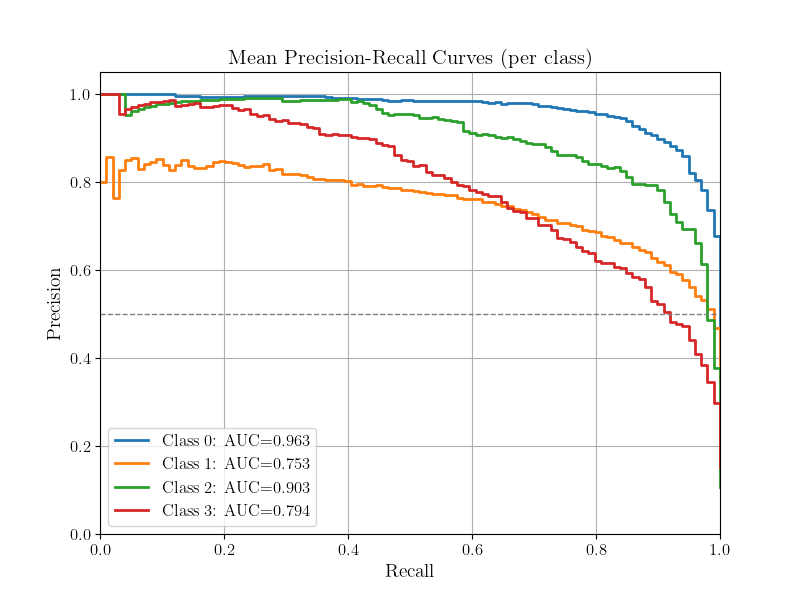 Mean Precision-Recall Curves (per class)
Precision
1.0
0.8
0.6
0.4
0.2
0.0
Class 0: AUC=0.963
Class 1: AUC=0.753
Class 2: AUC=0.903
Class 3: AUC=0.794
0.0 0.2 0.4 0.6 0.8 1.0
Recall